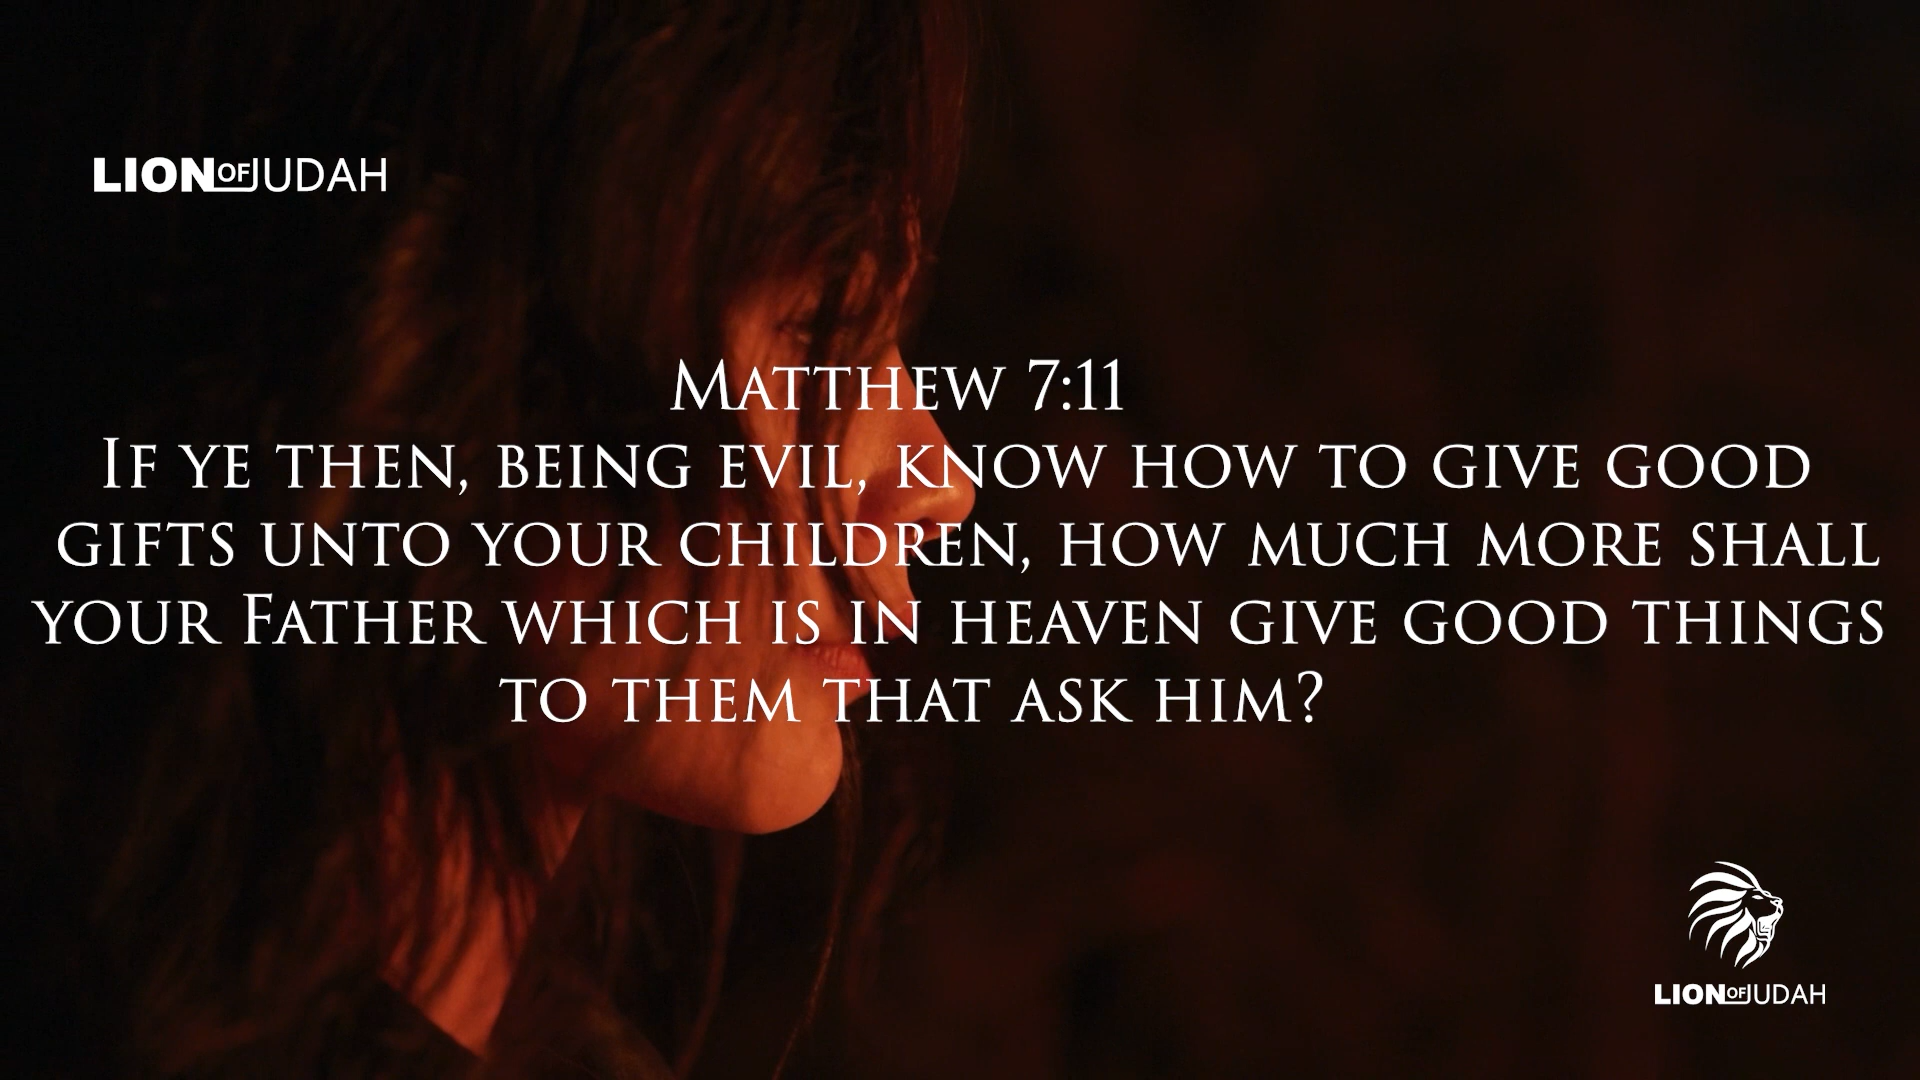 LION OF JUDAH
Matthew 7:11
If ye then, being evil, know how to give good
gifts unto your children, how much more shall
your Father which is in heaven give good things
to them that ask him?
LION OF JUDAH